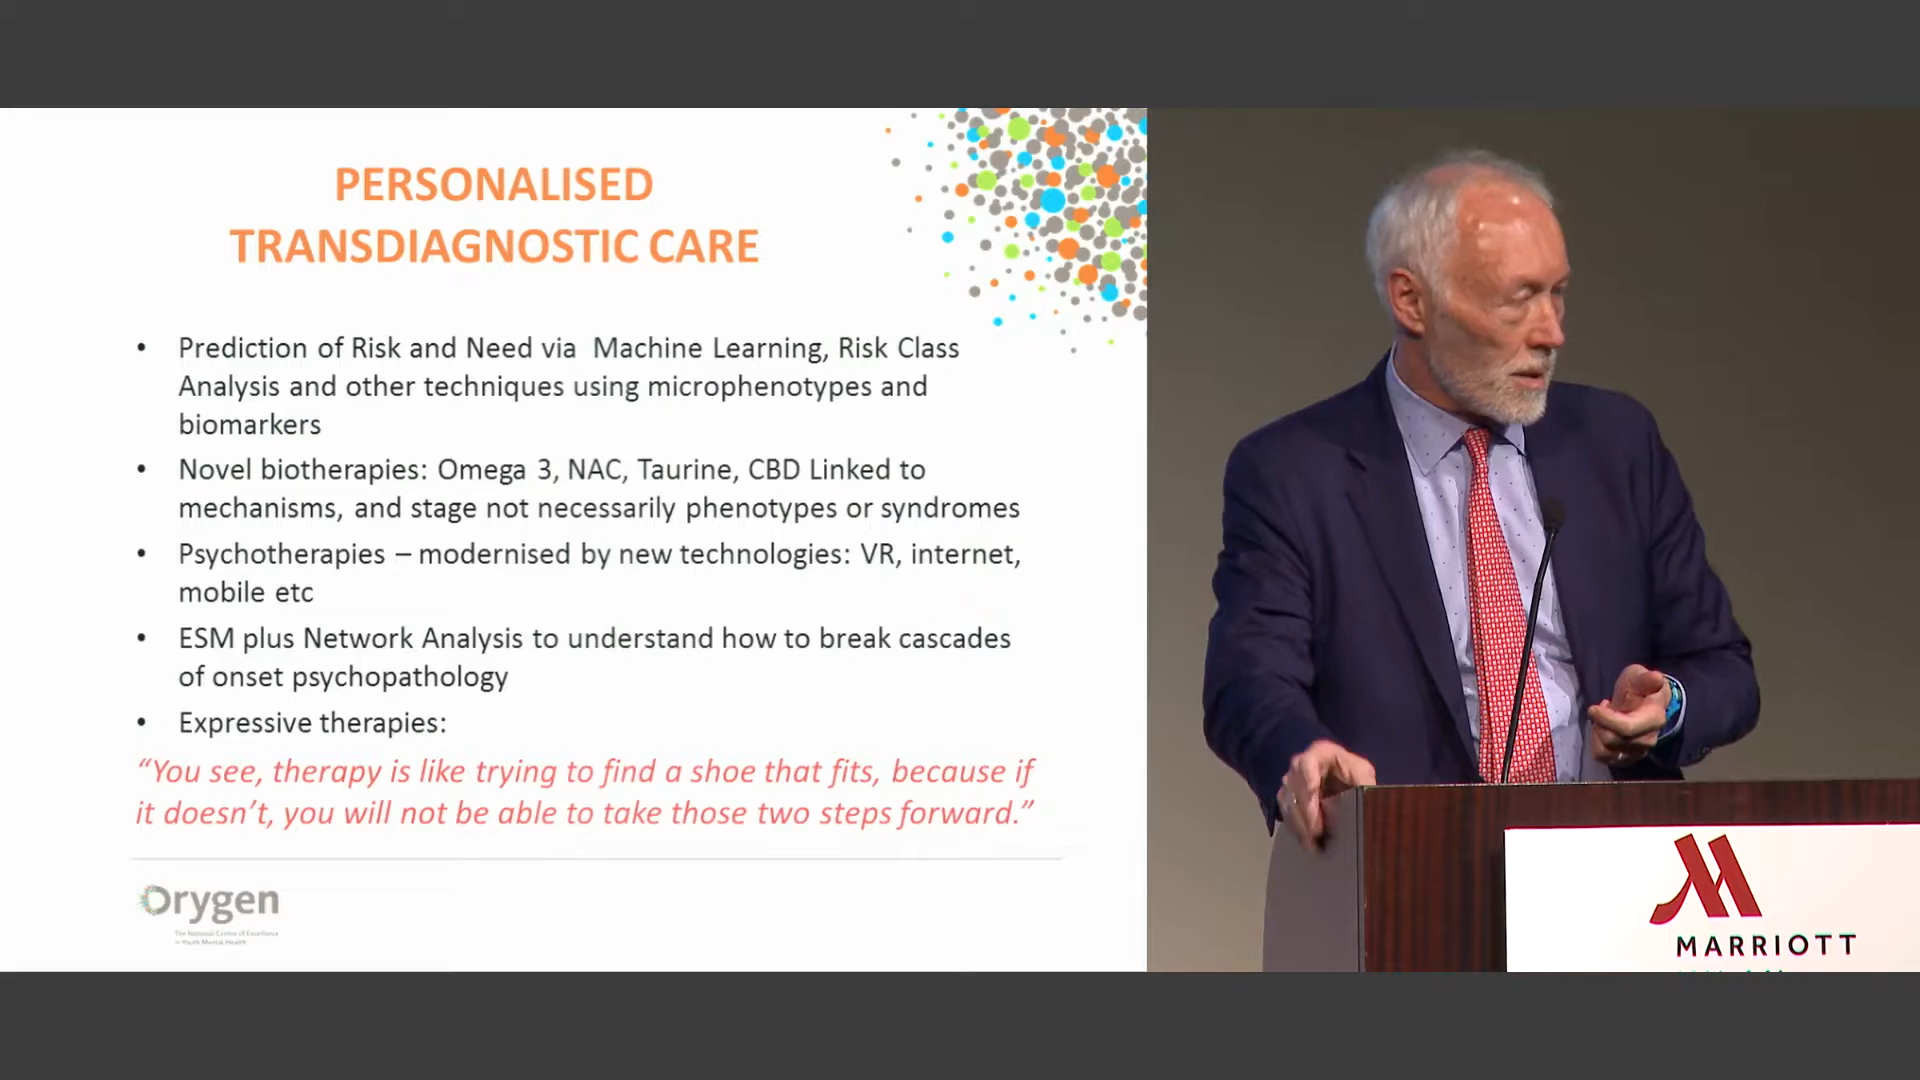 PERSONALISED
TRANSDIAGNOSTIC CARE
• Prediction of Risk and Need via Machine Learning, Risk Class
Analysis and other techniques using microphenotypes and
biomarkers
• Novel biotherapies: Omega 3, NAC, Taurine, CBD Linked to
mechanisms, and stage not necessarily phenotypes or syndromes
• Psychotherapies – modernised by new technologies: VR, internet,
mobile etc
• ESM plus Network Analysis to understand how to break cascades
of onset psychopathology
• Expressive therapies:
“You see, therapy is like trying to find a shoe that fits, because if
it doesn’t, you will not be able to take those two steps forward.”
Orygen
The National Centre of Excellence
in Youth Mental Health
MARRIOTT